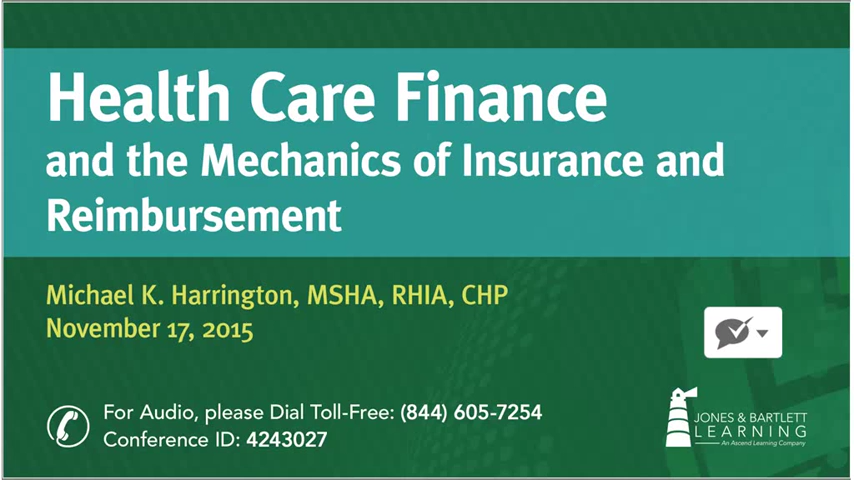 Health Care Finance
and the Mechanics of Insurance and
Reimbursement
Michael K. Harrington, MSHA, RHIA, CHP
November 17, 2015
For Audio, please Dial Toll-Free: (844) 605-7254
Conference ID: 4243027
JONES & BARTLETT
LEARNING
An Ascend Learning Company